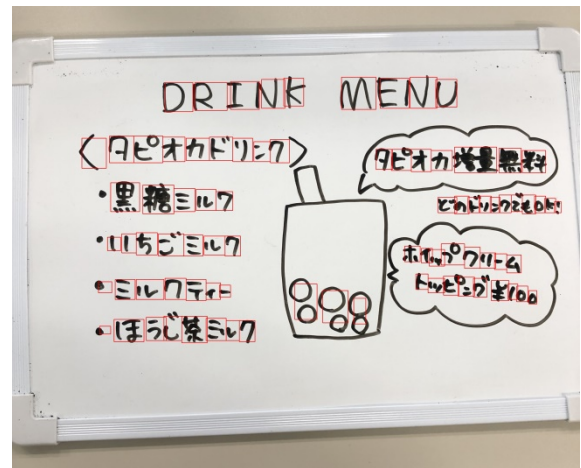 DRINK MENU
〈タピオカドリンク〉
・黒糖ミルク
・いちごミルク
・ミルクティー
・ほうじ茶ミルク
タピオカ増量無料
どのドリンクでもOK!
ホイップクリーム
トッピング¥100